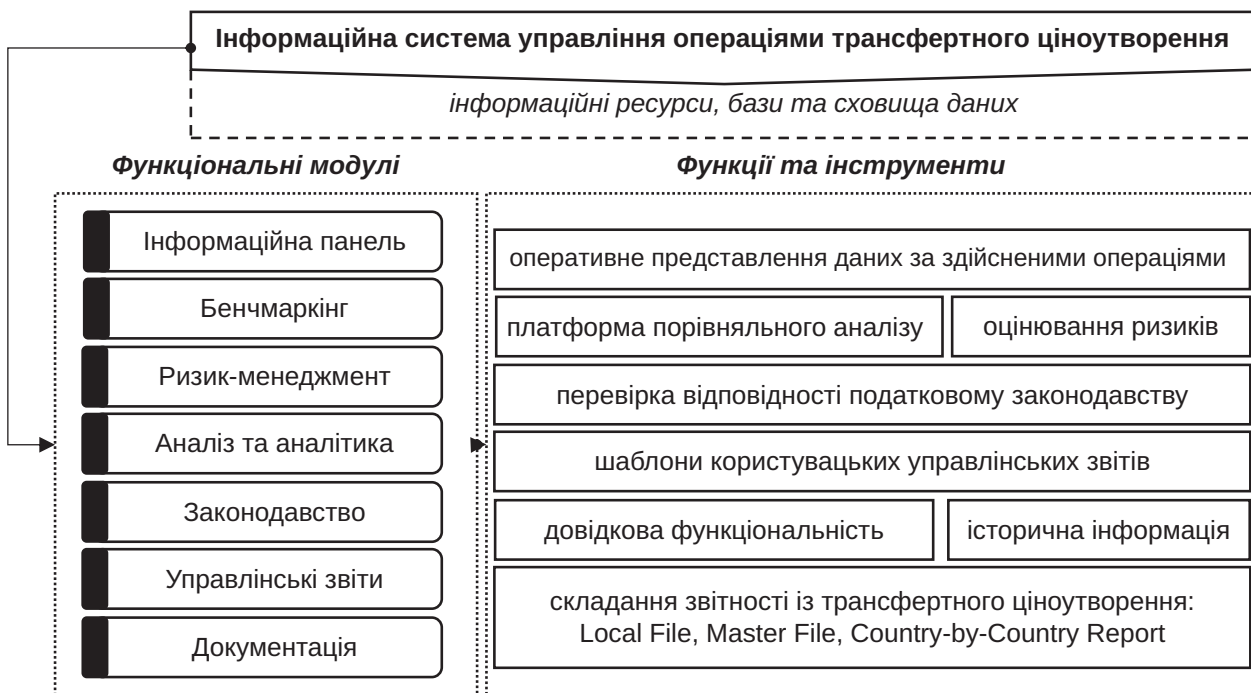 Інформаційна система управління операціями трансфертного ціноутворення
інформаційні ресурси, бази та сховища даних
Функціональні модулі
Інформаційна панель
Бенчмаркінг
Ризик-менеджмент
Аналіз та аналітика
Законодавство
Управлінські звіти
Документація
Функції та інструменти
оперативне представлення даних за здійсненими операціями
платформа порівняльного аналізу
оцінювання ризиків
перевірка відповідності податковому законодавству
шаблони користувацьких управлінських звітів
довідкова функціональність
історична інформація
складання звітності із трансфертного ціноутворення:
Local File, Master File, Country-by-Country Report